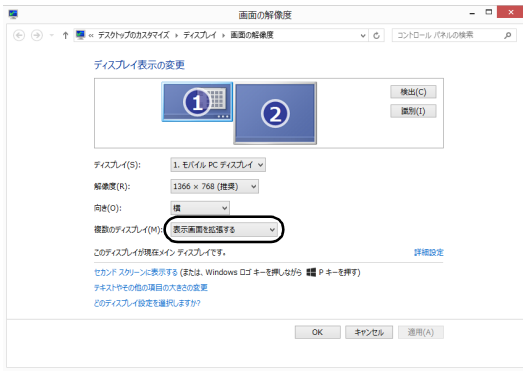 画面の解像度
« デスクトップのカスタマイズ ▸ ディスプレイ ▸ 画面の解像度
コントロール パネルの検索
ディスプレイ表示の変更
1
2
検出(C)
識別(I)
ディスプレイ(S): 1. モバイル PC ディスプレイ
解像度(R): 1366 × 768 (推奨)
向き(O): 横
複数のディスプレイ(M): 表示画面を拡張する
このディスプレイが現在メイン ディスプレイです。 詳細設定
セカンド スクリーンに表示する (または、Windows ロゴ キーを押しながら P キーを押す)
テキストやその他の項目の大きさの変更
どのディスプレイ設定を選択しますか?
OK キャンセル 適用(A)